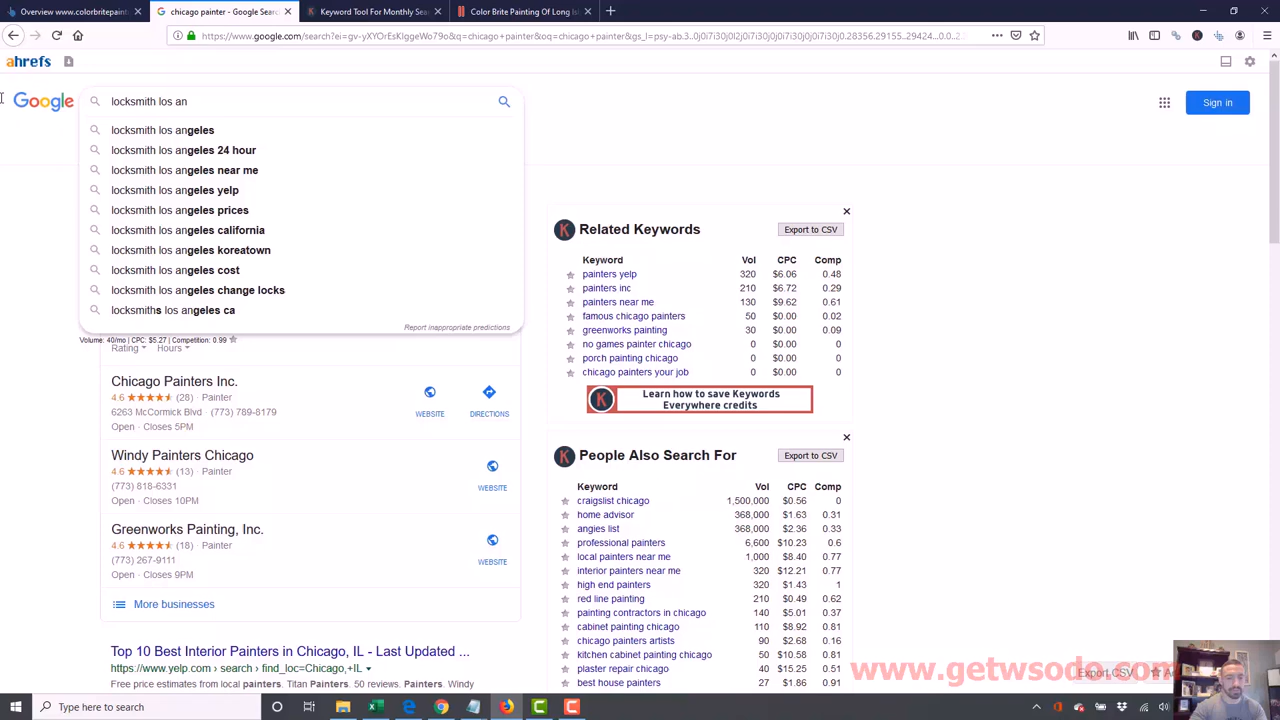 Overview www.colorbritepaint
chicago painter - Google Search
Keyword Tool For Monthly Sea
Color Brite Painting Of Long Is
https://www.google.com/search?ei=gv-yXYOrEsKIggeWo79o&q=chicago+painter&oq=chicago+painter&gs_l=psy-ab.3
ahrefs
Google
locksmith los an
Sign in
locksmith los angeles
locksmith los angeles 24 hour
locksmith los angeles near me
locksmith los angeles yelp
locksmith los angeles prices
locksmith los angeles california
locksmith los angeles koreatown
locksmith los angeles cost
locksmith los angeles change locks
locksmiths los angeles ca
Report inappropriate predictions
Volume: 40/mo | CPC: $5.27 | Competition: 0.99
Rating Hours
Chicago Painters Inc.
4.6 (28) · Painter
6263 McCormick Blvd · (773) 789-8179
Open · Closes 5PM
WEBSITE DIRECTIONS
Windy Painters Chicago
4.6 (13) · Painter
(773) 818-6331
Open · Closes 10PM
WEBSITE
Greenworks Painting, Inc.
4.6 (18) · Painter
(773) 267-9111
Open · Closes 9PM
WEBSITE
More businesses
Top 10 Best Interior Painters in Chicago, IL - Last Updated ...
https://www.yelp.com › search › find_loc=Chicago,+IL
Free price estimates from local painters. Titan Painters. 50 reviews. Painters, Windy
K Related Keywords Export to CSV
Keyword Vol CPC Comp
painters yelp 320 $6.06 0.48
painters inc 210 $6.72 0.29
painters near me 130 $9.62 0.61
famous chicago painters 50 $0.00 0.02
greenworks painting 30 $0.00 0.09
no games painter chicago 0 $0.00 0
porch painting chicago 0 $0.00 0
chicago painters your job 0 $0.00 0
K Learn how to save Keywords
Everywhere credits
K People Also Search For Export to CSV
Keyword Vol CPC Comp
craigslist chicago 1,500,000 $0.56 0
home advisor 368,000 $1.63 0.31
angies list 368,000 $2.36 0.33
professional painters 6,600 $10.23 0.6
local painters near me 1,000 $8.40 0.77
interior painters near me 320 $12.21 0.77
high end painters 320 $1.43 1
red line painting 210 $0.49 0.62
painting contractors in chicago 140 $5.01 0.37
cabinet painting chicago 110 $8.92 0.81
chicago painters artists 90 $2.68 0.16
kitchen cabinet painting chicago 50 $10.58 0.81
plaster repair chicago 40 $15.25 0.51
best house painters 27 $1.86 0.91
www.getwsodo.com
Export CSV
Type here to search